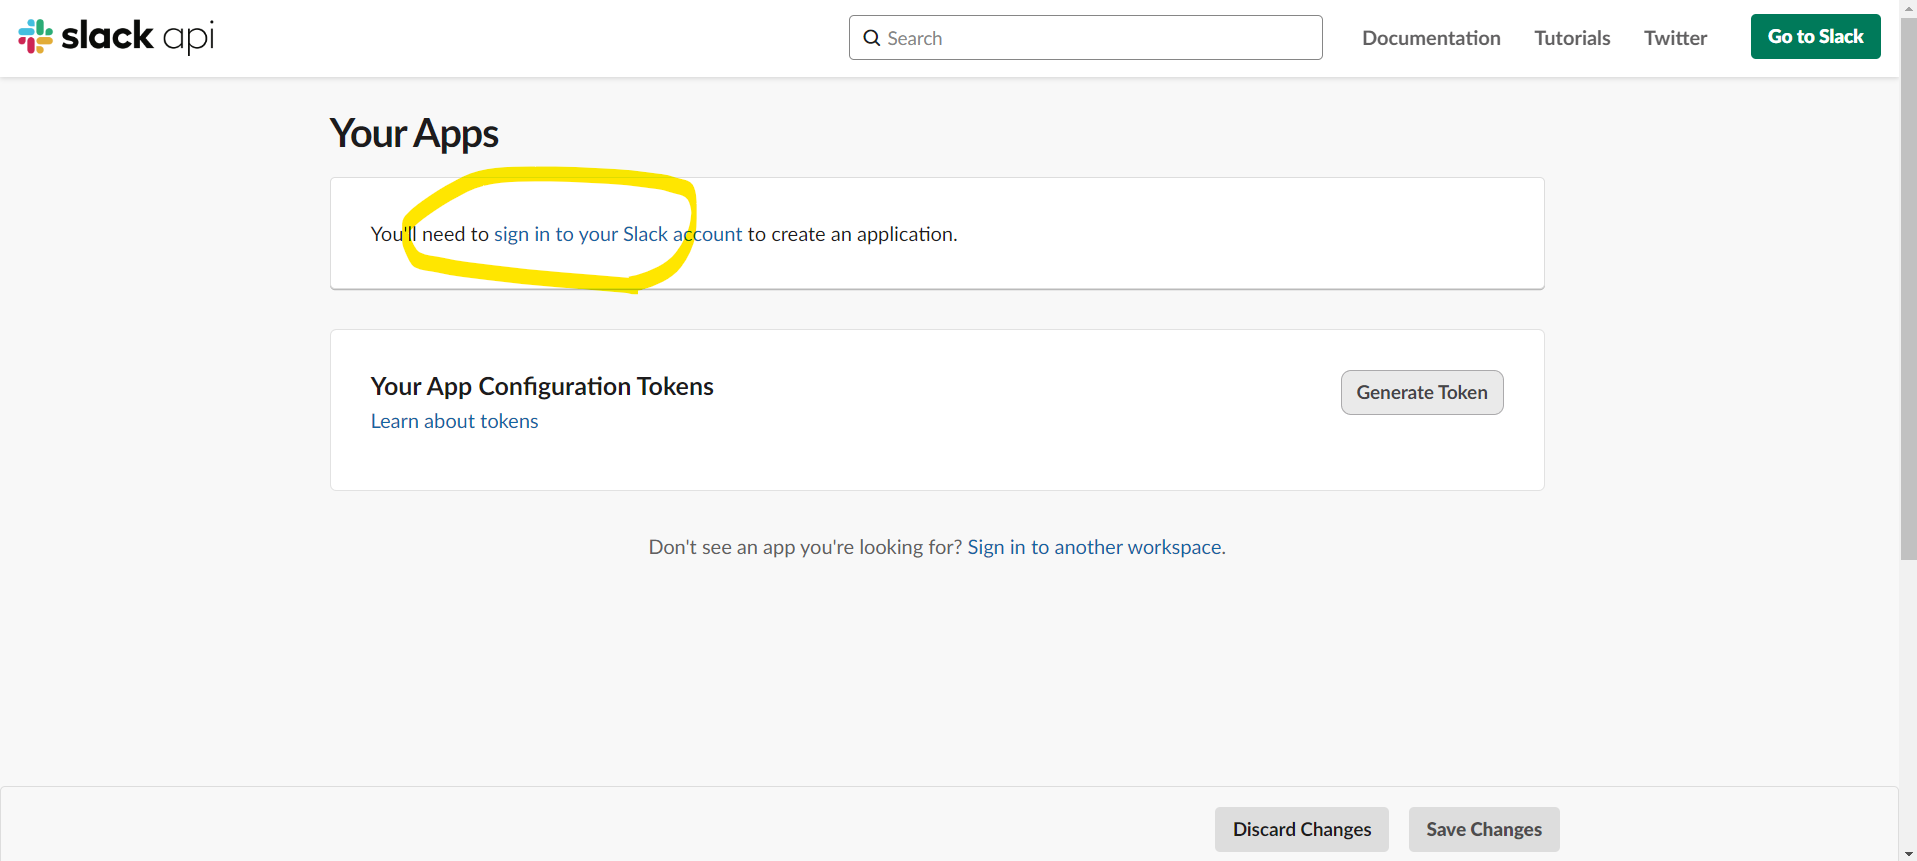 slack api
Search
Documentation
Tutorials
Twitter
Go to Slack
Your Apps
You'll need to sign in to your Slack account to create an application.
Your App Configuration Tokens
Generate Token
Learn about tokens
Don't see an app you're looking for? Sign in to another workspace.
Discard Changes
Save Changes